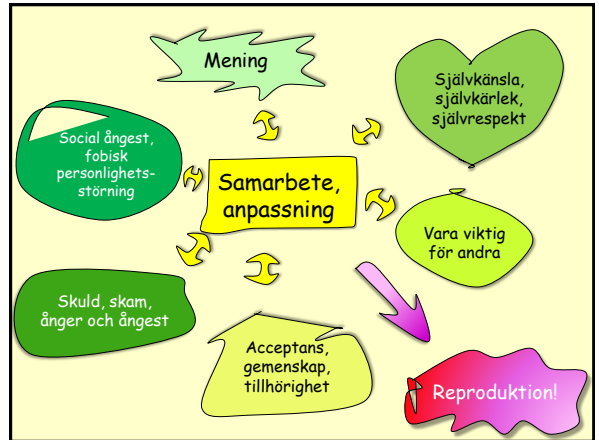 Mening
Självkänsla,
självkärlek,
självrespekt
Social ångest,
fobisk
personlighets-
störning
Samarbete,
anpassning
Vara viktig
för andra
Skuld, skam,
ånger och ångest
Acceptans,
gemenskap,
tillhörighet
Reproduktion!